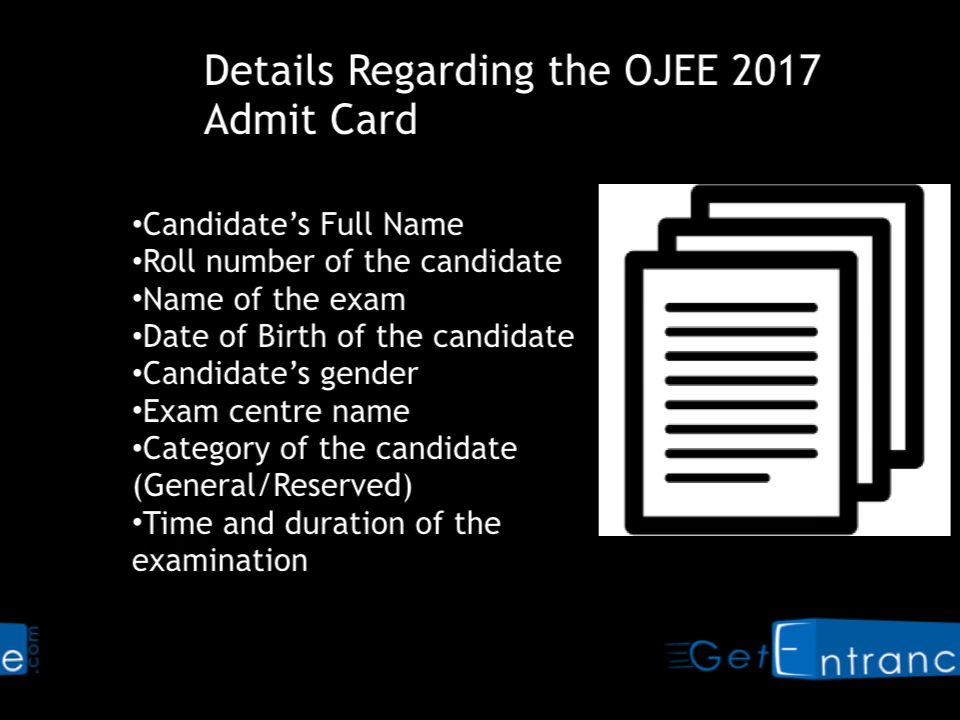 Details Regarding the OJEE 2017
Admit Card
•Candidate’s Full Name
•Roll number of the candidate
•Name of the exam
•Date of Birth of the candidate
•Candidate’s gender
•Exam centre name
•Category of the candidate
(General/Reserved)
•Time and duration of the
examination
e.com
GetEntranc